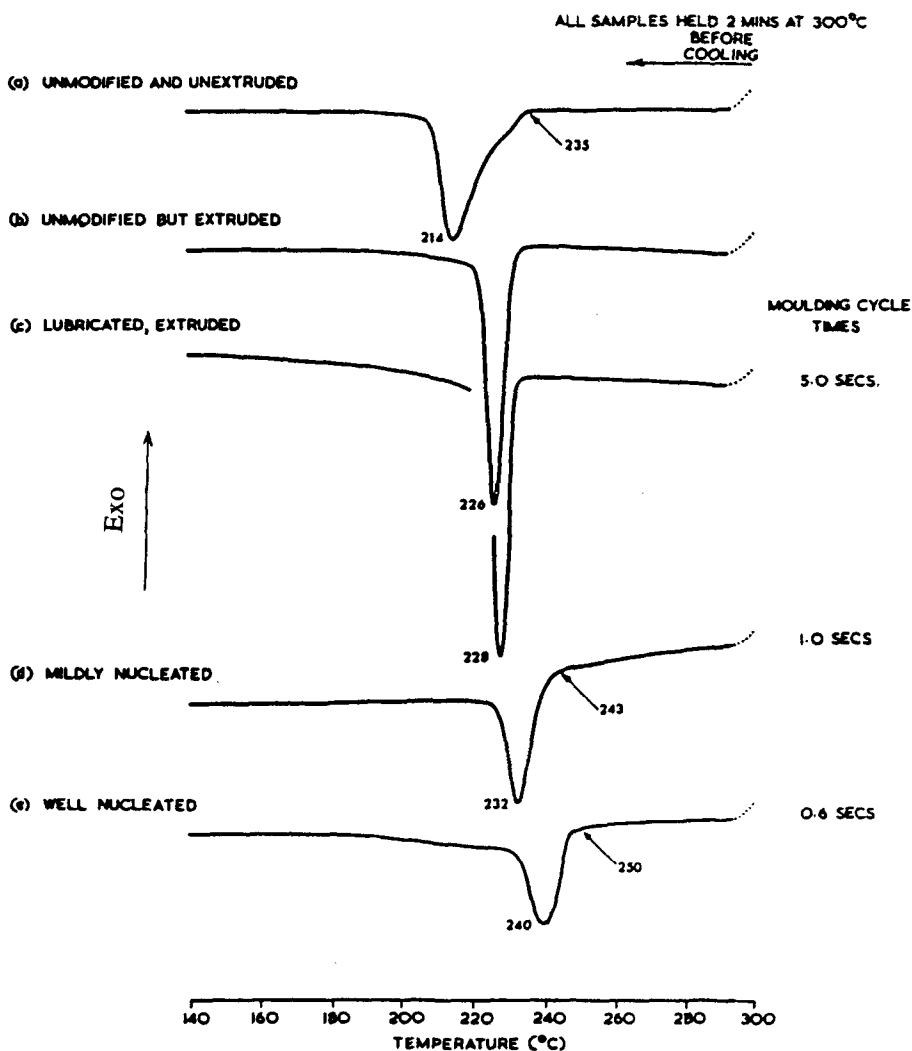 ALL SAMPLES HELD 2 MINS AT 300°C
BEFORE
COOLING
(a) UNMODIFIED AND UNEXTRUDED
235
214
(b) UNMODIFIED BUT EXTRUDED
226
(c) LUBRICATED, EXTRUDED
MOULDING CYCLE
TIMES
5.0 SECS.
228
Exo
1.0 SECS
(d) MILDLY NUCLEATED
243
232
(e) WELL NUCLEATED
0.6 SECS
250
240
140 160 180 200 220 240 260 280 300
TEMPERATURE (°C)